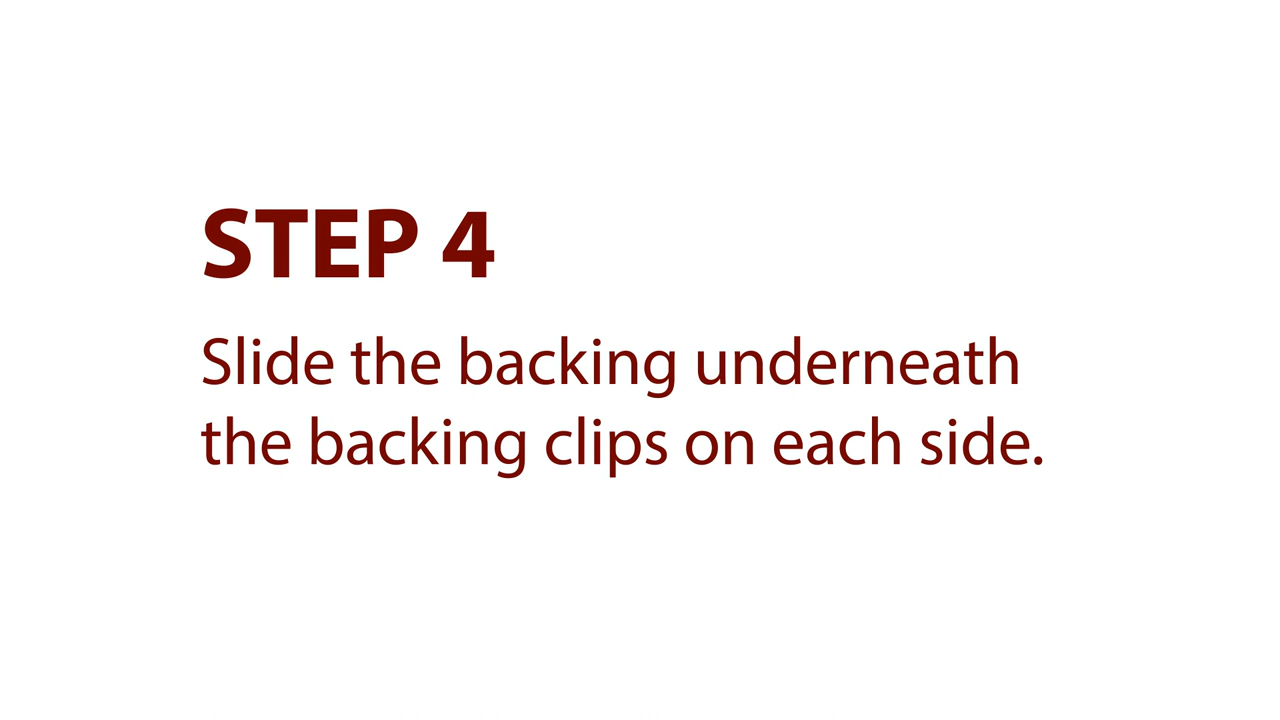 STEP 4
Slide the backing underneath
the backing clips on each side.